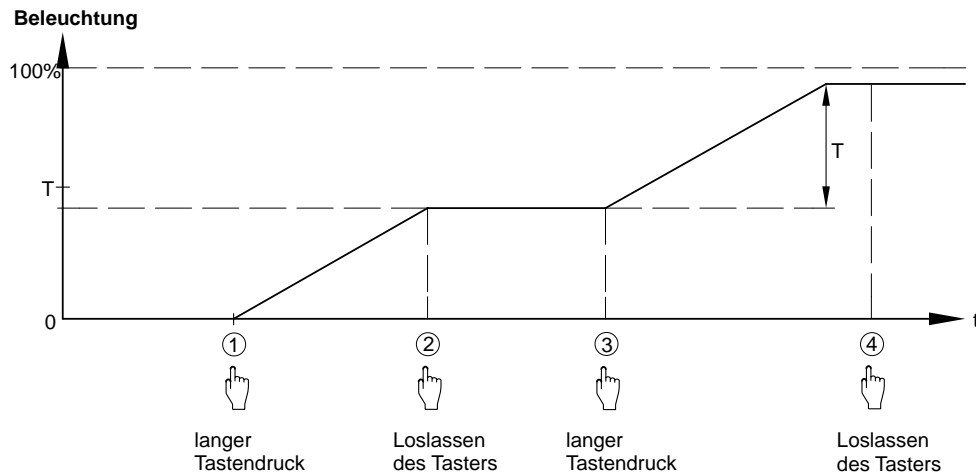 Beleuchtung
100%
T
T
0
t
1
2
3
4
langer
Tastendruck
Loslassen
des Tasters
langer
Tastendruck
Loslassen
des Tasters